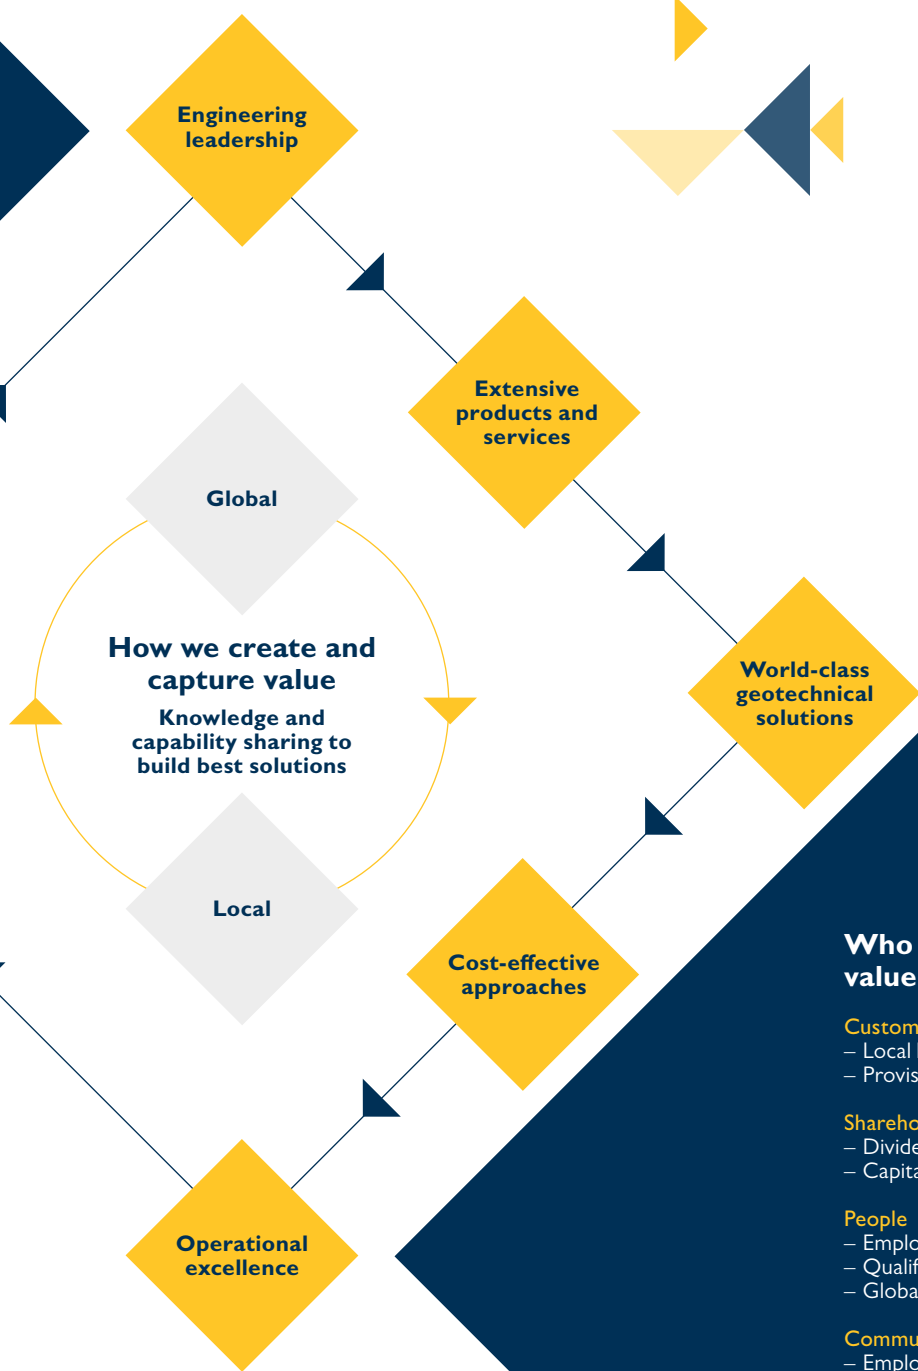 Engineering
leadership
Extensive
products and
services
Global
How we create and
capture value
Knowledge and
capability sharing to
build best solutions
World-class
geotechnical
solutions
Local
Cost-effective
approaches
Operational
excellence
Who
value
– Local
People